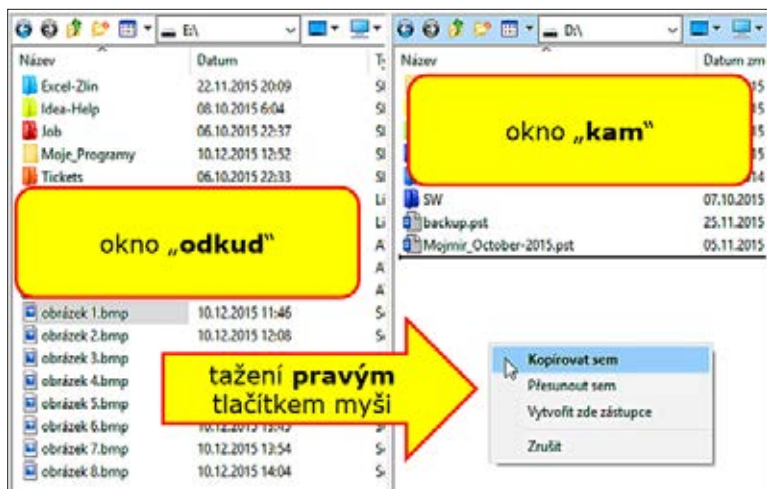 E:\
Název Datum
Excel-Zlin 22.11.2015 20:09
Idea-Help 08.10.2015 6:04
Job 06.10.2015 22:37
Moje_Programy 10.12.2015 12:52
Tickets 06.10.2015 22:33
okno „odkud“
obrázek 1.bmp 10.12.2015 11:46
obrázek 2.bmp 10.12.2015 12:08
obrázek 3.bmp
obrázek 4.bmp
obrázek 5.bmp
obrázek 6.bmp
obrázek 7.bmp 10.12.2015 13:54
obrázek 8.bmp 10.12.2015 14:04
tažení pravým
tlačítkem myši
D:\
Název Datum zm
okno „kam“
SW 07.10.2015
backup.pst 25.11.2015
Mojmir_October-2015.pst 05.11.2015
Kopírovat sem
Přesunout sem
Vytvořit zde zástupce
Zrušit